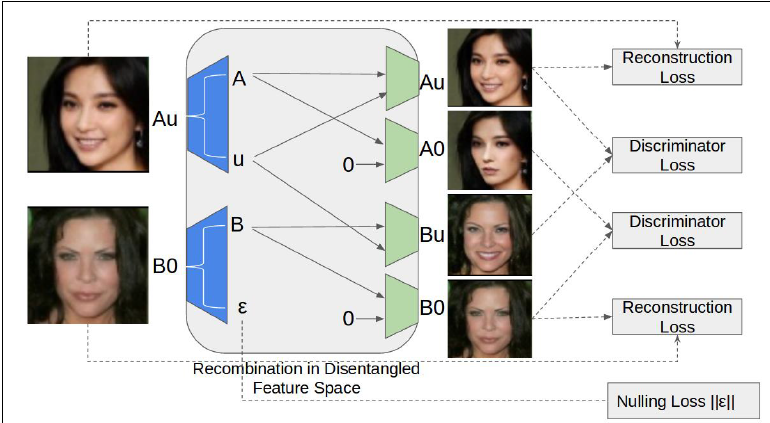 Au
B0
A
u
B
ε
0
0
Au
A0
Bu
B0
Reconstruction
Loss
Discriminator
Loss
Discriminator
Loss
Reconstruction
Loss
Recombination in Disentangled
Feature Space
Nulling Loss ||ε||